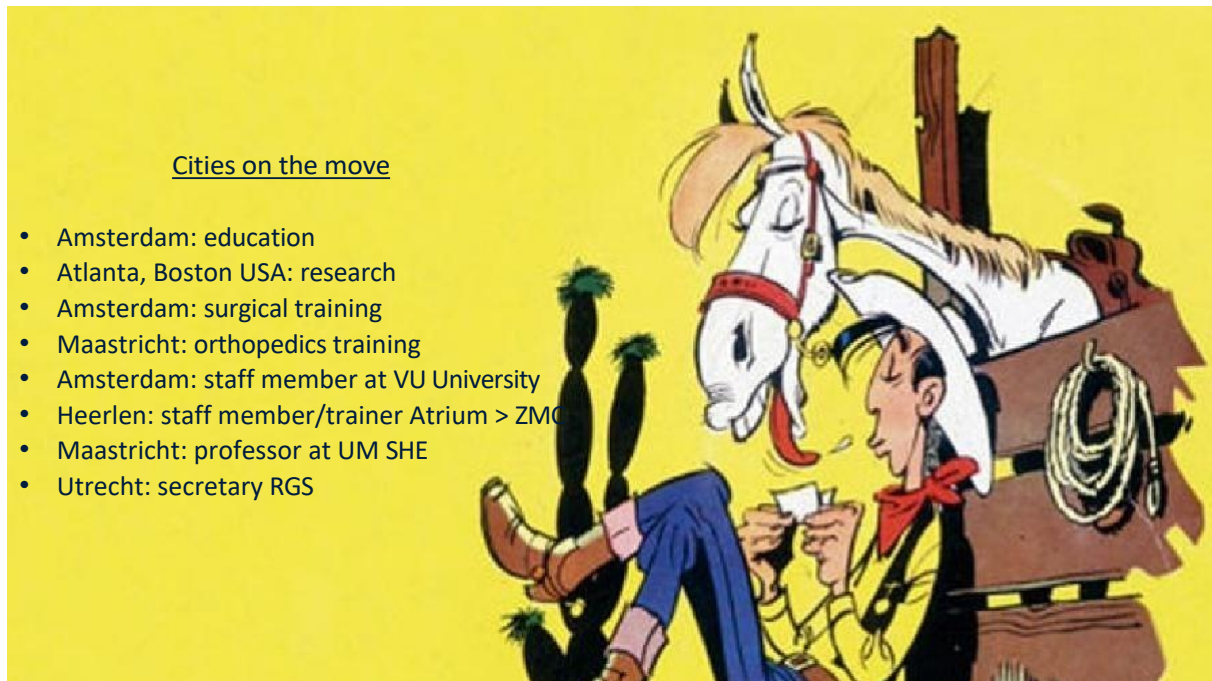 Cities on the move
• Amsterdam: education
• Atlanta, Boston USA: research
• Amsterdam: surgical training
• Maastricht: orthopedics training
• Amsterdam: staff member at VU University
• Heerlen: staff member/trainer Atrium > ZMC
• Maastricht: professor at UM SHE
• Utrecht: secretary RGS